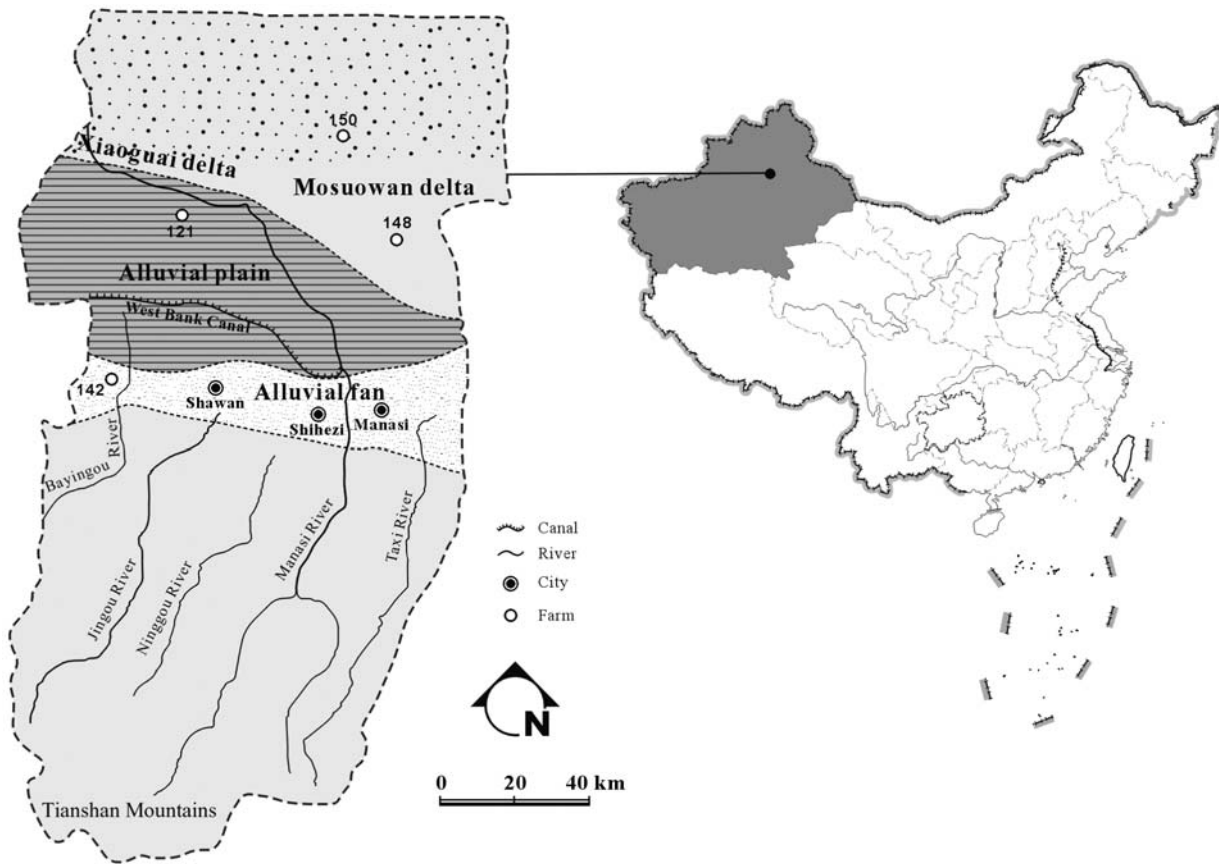 150
Xiaoguai delta
Mosuowan delta
148
121
Alluvial plain
West Bank Canal
142
Alluvial fan
Shawan
Shihezi
Manasi
Bayingou River
Jingou River
Ninggou River
Manasi River
Taxi River
Tianshan Mountains
Canal
River
City
Farm
N
0 20 40 km